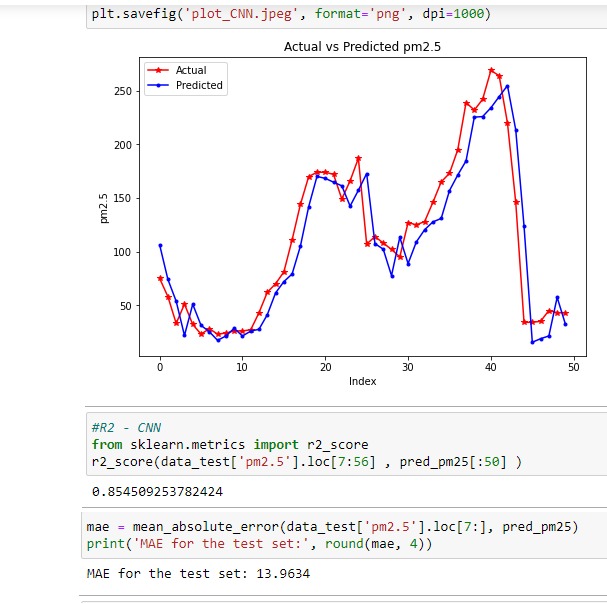 plt.savefig('plot_CNN.jpeg', format='png', dpi=1000)
Actual vs Predicted pm2.5
Actual
Predicted
250
200
150
100
50
pm2.5
0 10 20 30 40 50
Index
#R2 - CNN
from sklearn.metrics import r2_score
r2_score(data_test['pm2.5'].loc[7:56] , pred_pm25[:50] )
0.854509253782424
mae = mean_absolute_error(data_test['pm2.5'].loc[7:], pred_pm25)
print('MAE for the test set:', round(mae, 4))
MAE for the test set: 13.9634